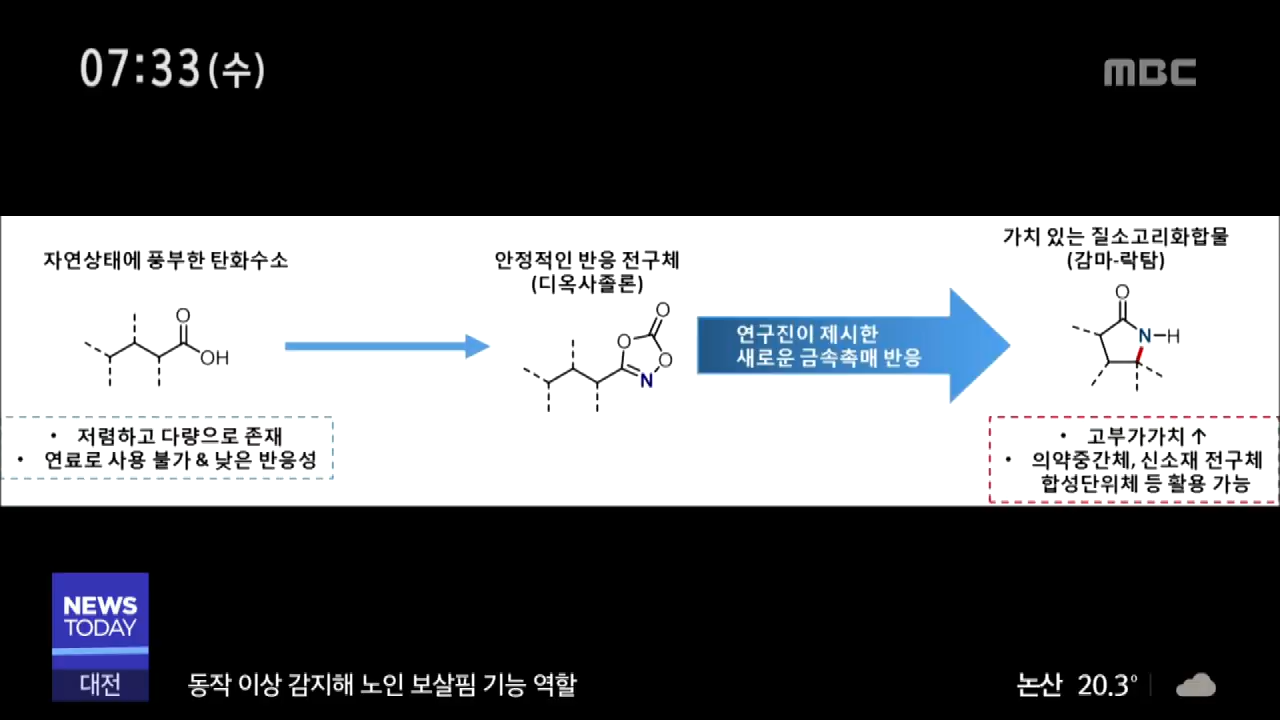 07:33(수)
MBC
자연상태에 풍부한 탄화수소
O
OH
• 저렴하고 다량으로 존재
• 연료로 사용 불가 & 낮은 반응성
안정적인 반응 전구체
(디옥사졸론)
O
O
O
N
연구진이 제시한
새로운 금속촉매 반응
가치 있는 질소고리화합물
(감마-락탐)
O
N-H
• 고부가가치 ↑
• 의약중간체, 신소재 전구체
합성단위체 등 활용 가능
NEWS
TODAY
대전
동작 이상 감지해 노인 보살핌 기능 역할
논산 20.3°